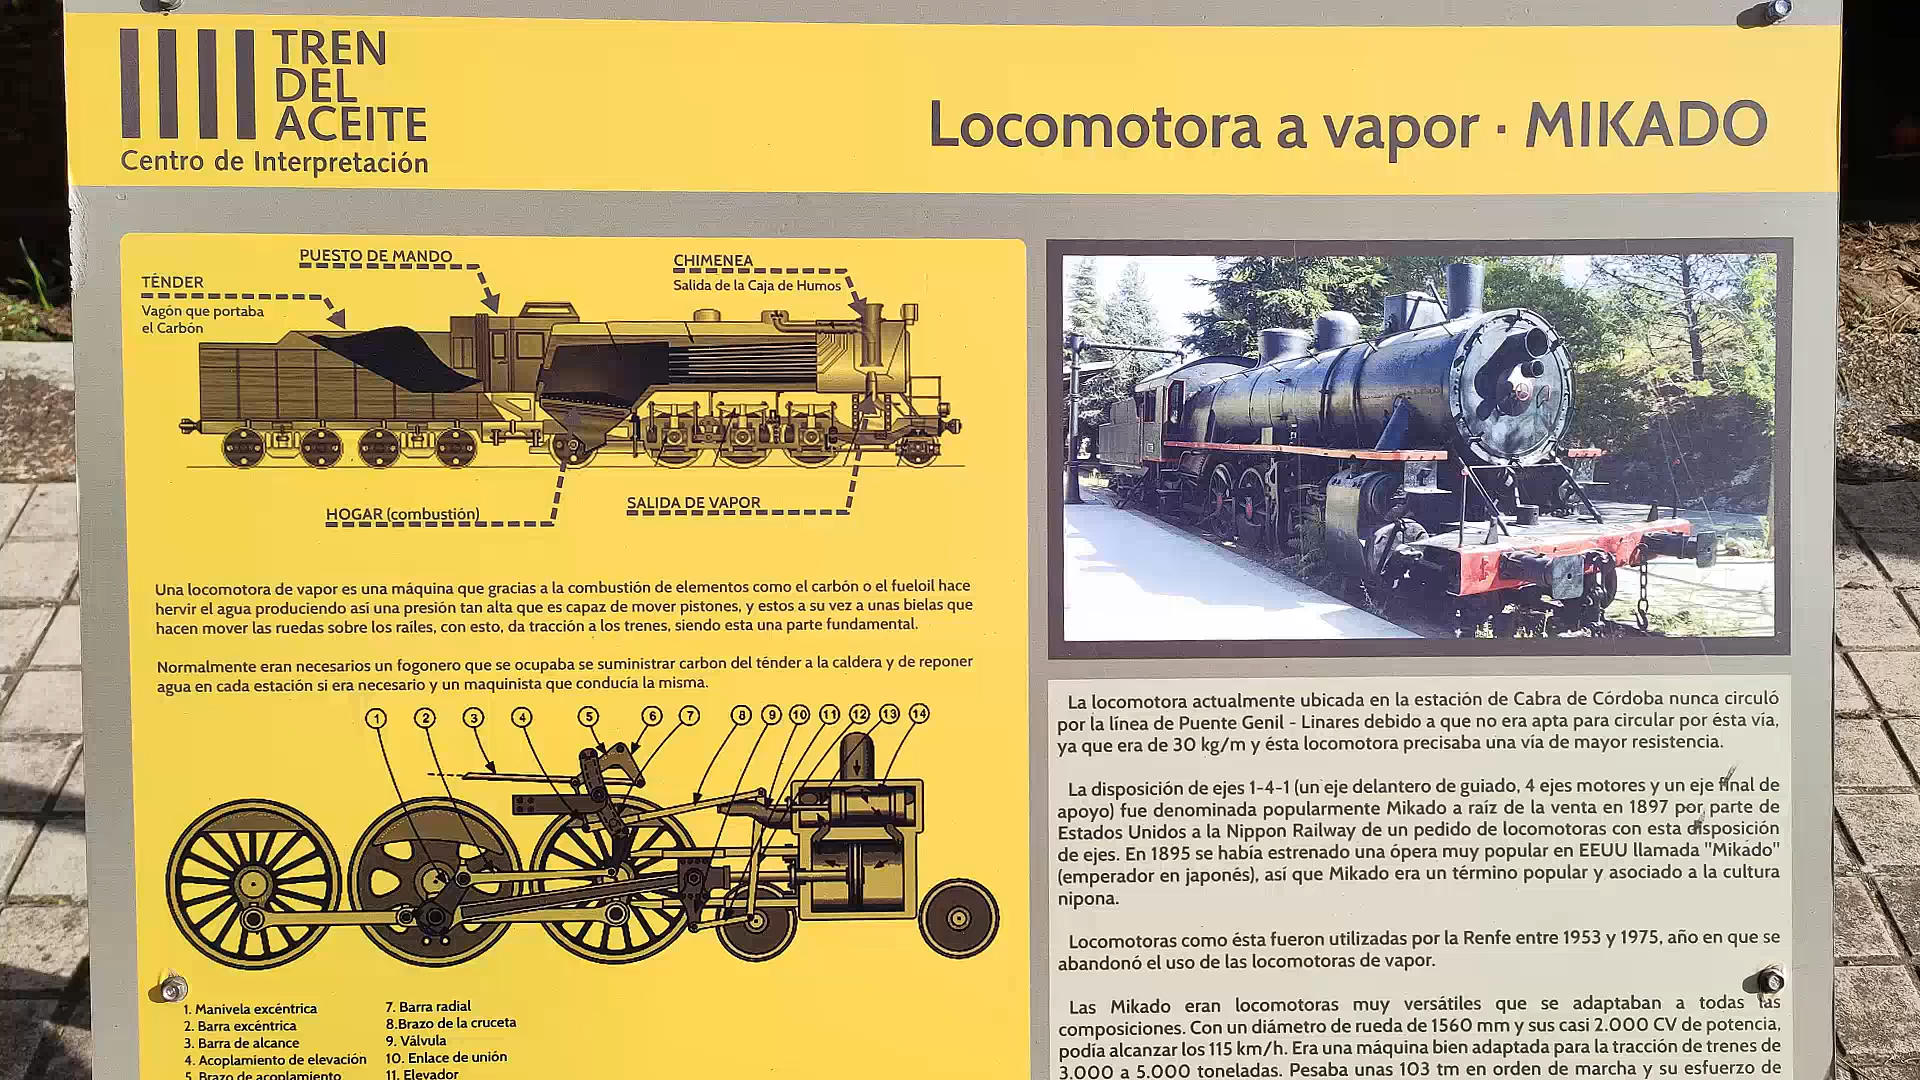 TREN
DEL
ACEITE
Centro de Interpretación
Locomotora a vapor · MIKADO
PUESTO DE MANDO
CHIMENEA
Salida de la Caja de Humos
TÉNDER
Vagón que portaba
el Carbón
HOGAR (combustión)
SALIDA DE VAPOR
Una locomotora de vapor es una máquina que gracias a la combustión de elementos como el carbón o el fueloil hace
hervir el agua produciendo así una presión tan alta que es capaz de mover pistones, y estos a su vez a unas bielas que
hacen mover las ruedas sobre los raíles, con esto, da tracción a los trenes, siendo esta una parte fundamental.
Normalmente eran necesarios un fogonero que se ocupaba se suministrar carbon del ténder a la caldera y de reponer
agua en cada estación si era necesario y un maquinista que conducía la misma.
1 2 3 4 5 6 7 8 9 10 11 12 13 14
1. Manivela excéntrica
2. Barra excéntrica
3. Barra de alcance
4. Acoplamiento de elevación
5. Brazo de acoplamiento
7. Barra radial
8.Brazo de la cruceta
9. Válvula
10. Enlace de unión
11. Elevador
La locomotora actualmente ubicada en la estación de Cabra de Córdoba nunca circuló
por la línea de Puente Genil - Linares debido a que no era apta para circular por ésta vía,
ya que era de 30 kg/m y ésta locomotora precisaba una vía de mayor resistencia.
La disposición de ejes 1-4-1 (un eje delantero de guiado, 4 ejes motores y un eje final de
apoyo) fue denominada popularmente Mikado a raíz de la venta en 1897 por parte de
Estados Unidos a la Nippon Railway de un pedido de locomotoras con esta disposición
de ejes. En 1895 se había estrenado una ópera muy popular en EEUU llamada "Mikado"
(emperador en japonés), así que Mikado era un término popular y asociado a la cultura
nipona.
Locomotoras como ésta fueron utilizadas por la Renfe entre 1953 y 1975, año en que se
abandonó el uso de las locomotoras de vapor.
Las Mikado eran locomotoras muy versátiles que se adaptaban a todas las
composiciones. Con un diámetro de rueda de 1560 mm y sus casi 2.000 CV de potencia,
podía alcanzar los 115 km/h. Era una máquina bien adaptada para la tracción de trenes de
3.000 a 5.000 toneladas. Pesaba unas 103 tm en orden de marcha y su esfuerzo de